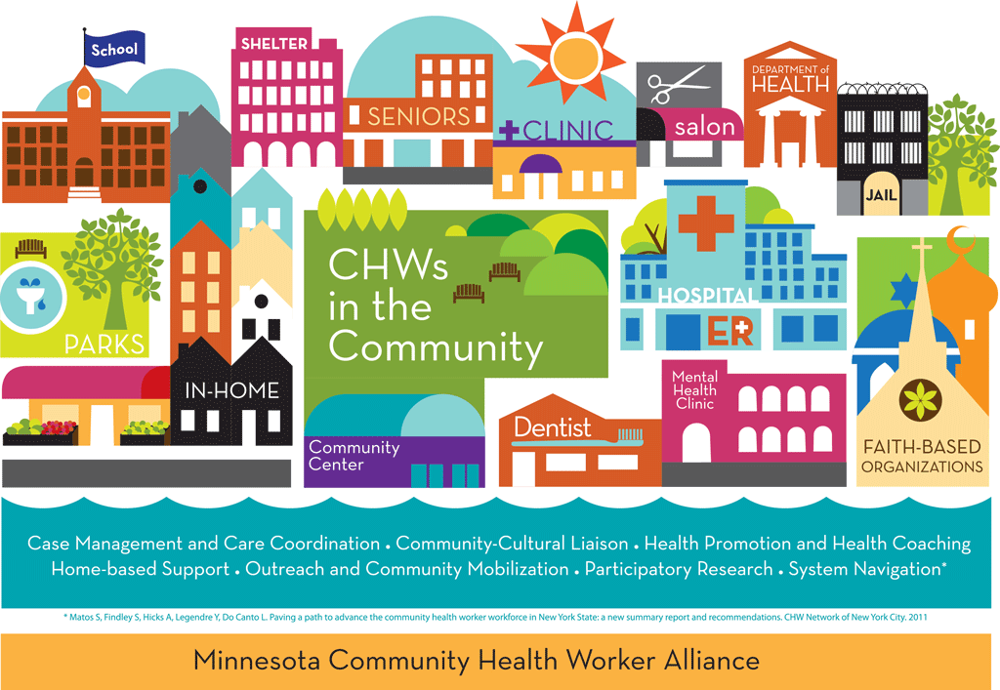 School
SHELTER
SENIORS
CLINIC
salon
DEPARTMENT of
HEALTH
JAIL
PARKS
IN-HOME
CHWs
in the
Community
HOSPITAL
ER
Community
Center
Dentist
Mental
Health
Clinic
FAITH-BASED
ORGANIZATIONS
Case Management and Care Coordination • Community-Cultural Liaison • Health Promotion and Health Coaching
Home-based Support • Outreach and Community Mobilization • Participatory Research • System Navigation*
* Matos S, Findley S, Hicks A, Legendre Y, Do Canto L. Paving a path to advance the community health worker workforce in New York State: a new summary report and recommendations. CHW Network of New York City. 2011
Minnesota Community Health Worker Alliance